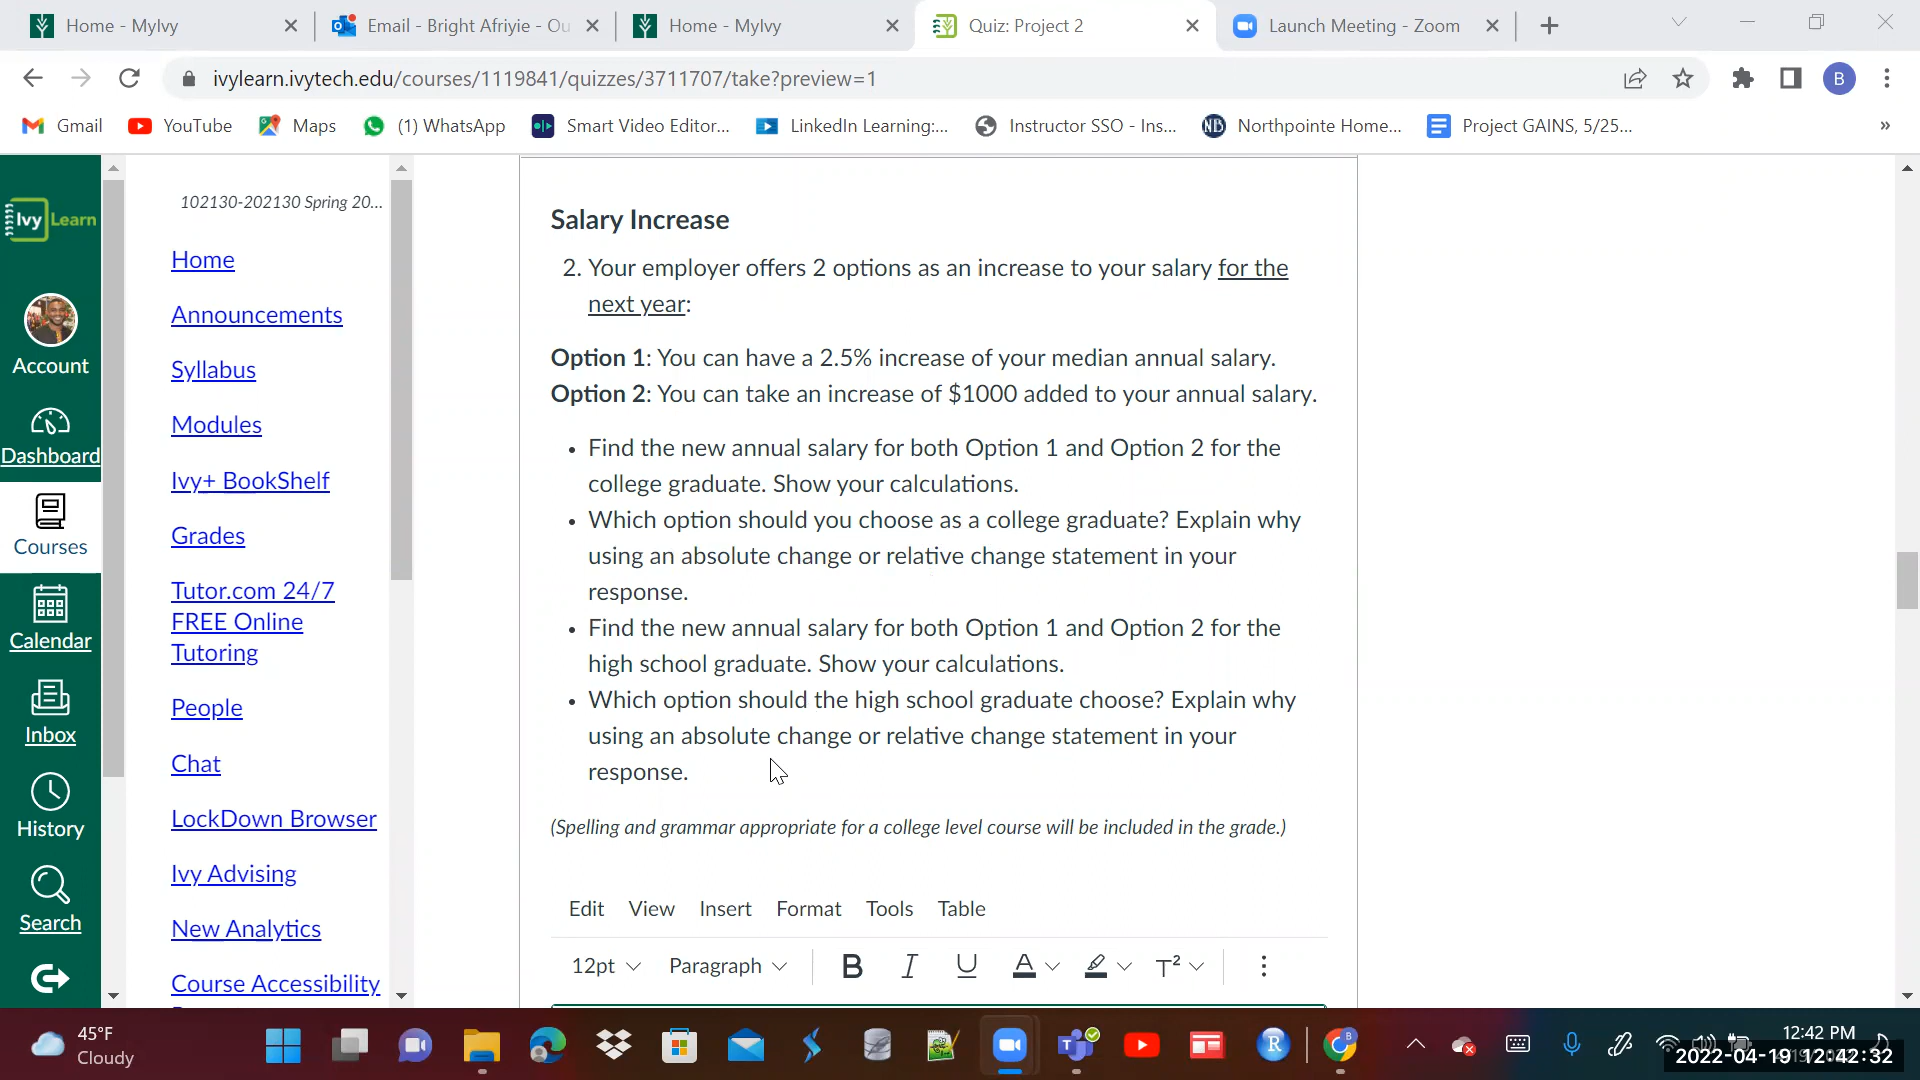 Home - MyIvy
Email - Bright Afriyie - Ou
Home - MyIvy
Quiz: Project 2
Launch Meeting - Zoom
ivylearn.ivytech.edu/courses/1119841/quizzes/3711707/take?preview=1
B
Gmail
YouTube
Maps
(1) WhatsApp
Smart Video Editor...
LinkedIn Learning:...
Instructor SSO - Ins...
NB
Northpointe Home...
Project GAINS, 5/25...
»
Ivy Learn
Account
Dashboard
Courses
Calendar
Inbox
History
Search
102130-202130 Spring 20...
Home
Announcements
Syllabus
Modules
Ivy+ BookShelf
Grades
Tutor.com 24/7
FREE Online
Tutoring
People
Chat
LockDown Browser
Ivy Advising
New Analytics
Course Accessibility
Salary Increase
2. Your employer offers 2 options as an increase to your salary for the
next year:
Option 1: You can have a 2.5% increase of your median annual salary.
Option 2: You can take an increase of $1000 added to your annual salary.
• Find the new annual salary for both Option 1 and Option 2 for the
college graduate. Show your calculations.
• Which option should you choose as a college graduate? Explain why
using an absolute change or relative change statement in your
response.
• Find the new annual salary for both Option 1 and Option 2 for the
high school graduate. Show your calculations.
• Which option should the high school graduate choose? Explain why
using an absolute change or relative change statement in your
response.
(Spelling and grammar appropriate for a college level course will be included in the grade.)
Edit View Insert Format Tools Table
12pt Paragraph B I U A T²
45°F
Cloudy
12:42 PM
2022-04-19 12:42:32